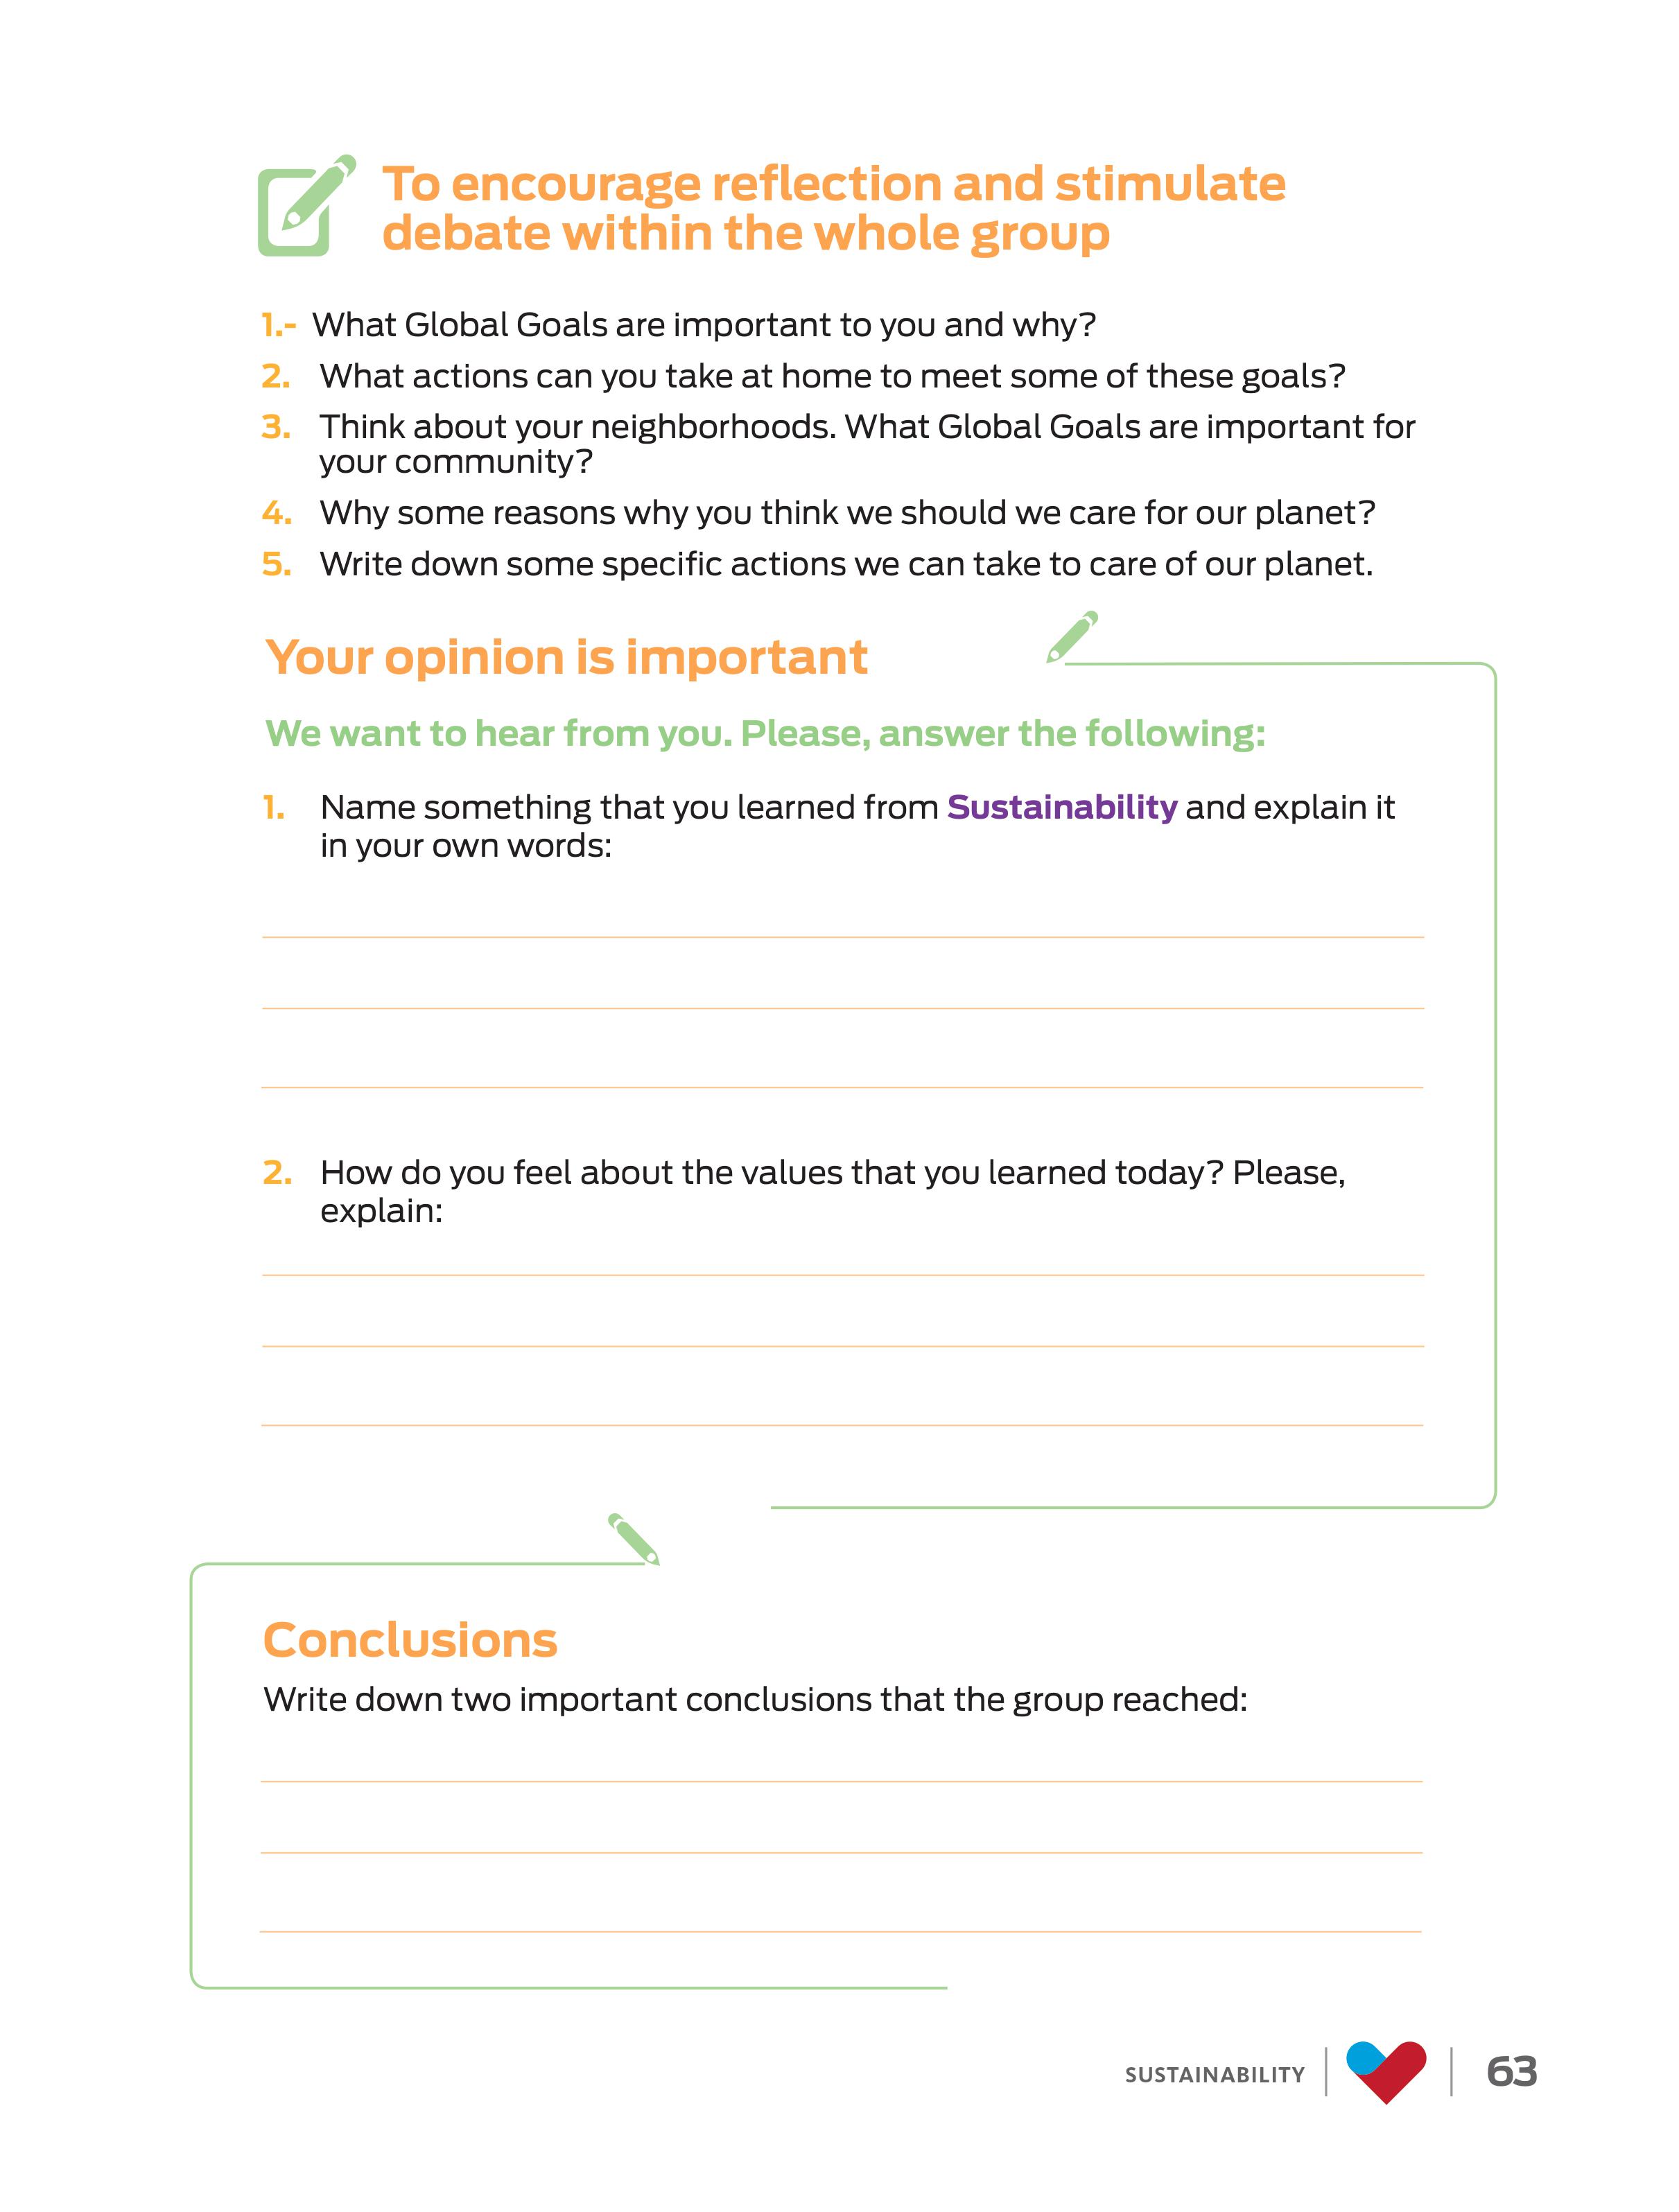 To encourage reflection and stimulate
debate within the whole group
1.- What Global Goals are important to you and why?
2. What actions can you take at home to meet some of these goals?
3. Think about your neighborhoods. What Global Goals are important for
your community?
4. Why some reasons why you think we should we care for our planet?
5. Write down some specific actions we can take to care of our planet.
Your opinion is important
We want to hear from you. Please, answer the following:
1. Name something that you learned from Sustainability and explain it
in your own words:
2. How do you feel about the values that you learned today? Please,
explain:
Conclusions
Write down two important conclusions that the group reached:
SUSTAINABILITY 63